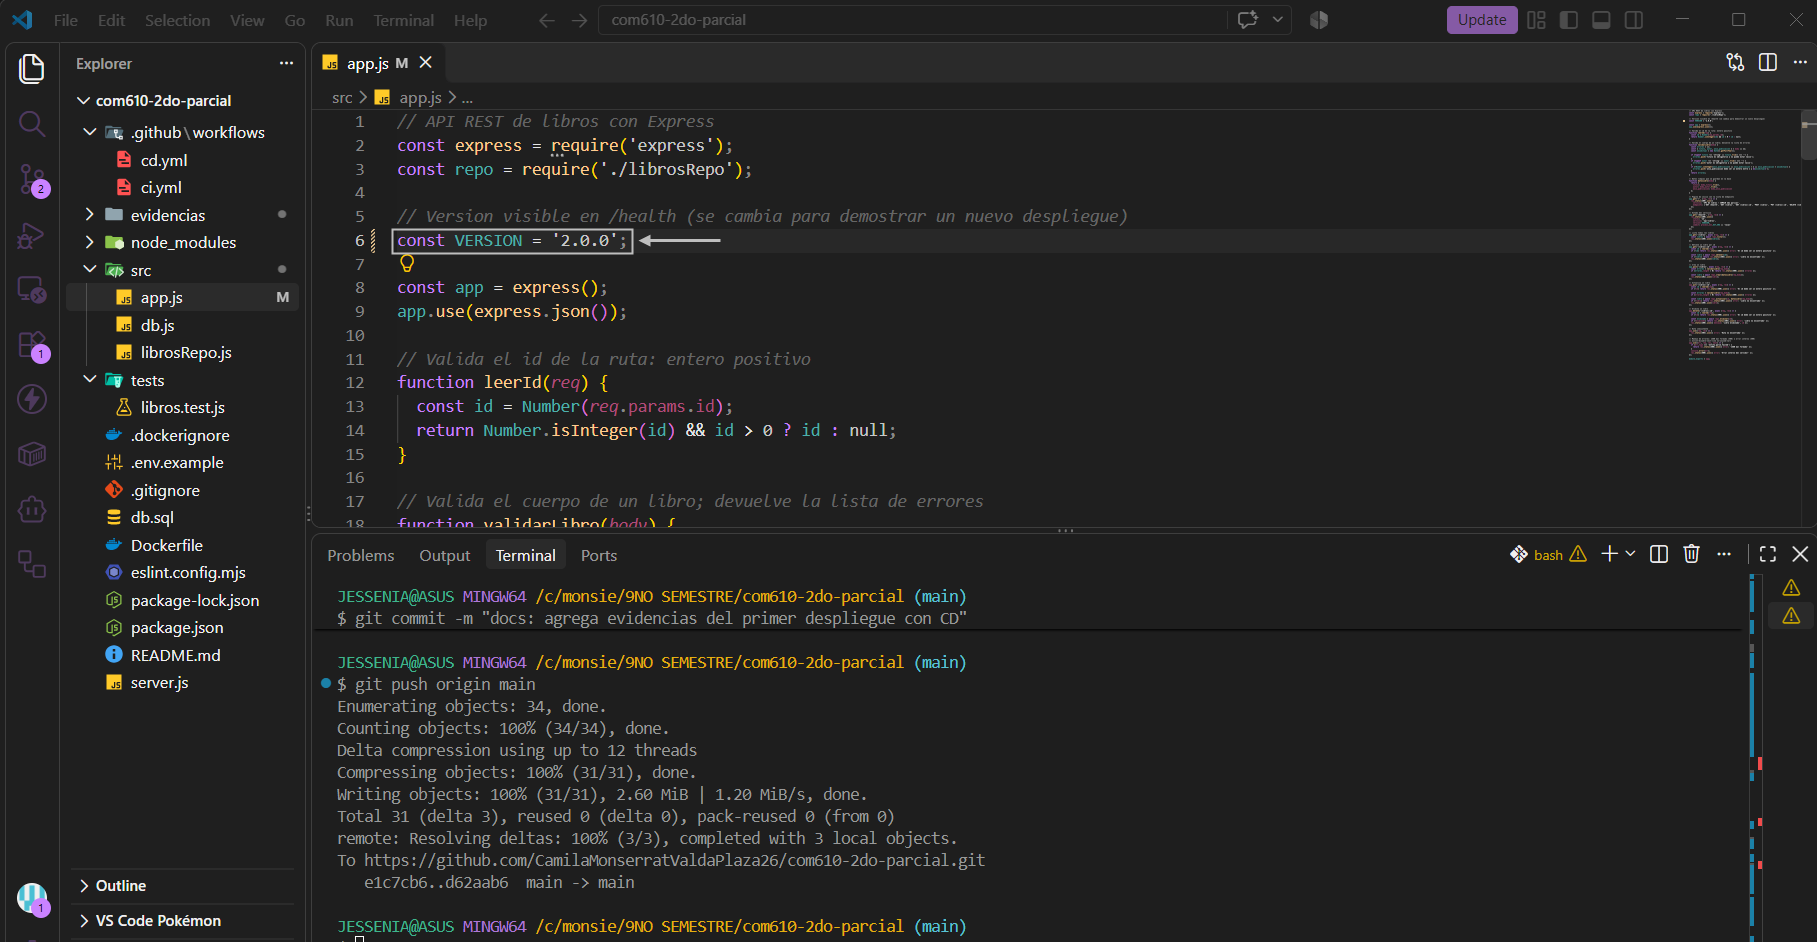 File Edit Selection View Go Run Terminal Help
com610-2do-parcial
Update
Explorer
com610-2do-parcial
.github\workflows
cd.yml
ci.yml
evidencias
node_modules
src
app.js M
db.js
librosRepo.js
tests
libros.test.js
.dockerignore
.env.example
.gitignore
db.sql
Dockerfile
eslint.config.mjs
package-lock.json
package.json
README.md
server.js
Outline
VS Code Pokémon
2
1
1
app.js M
src > app.js > ...
1 // API REST de libros con Express
2 const express = require('express');
3 const repo = require('./librosRepo');
4
5 // Version visible en /health (se cambia para demostrar un nuevo despliegue)
6 const VERSION = '2.0.0';
7
8 const app = express();
9 app.use(express.json());
10
11 // Valida el id de la ruta: entero positivo
12 function leerId(req) {
13 const id = Number(req.params.id);
14 return Number.isInteger(id) && id > 0 ? id : null;
15 }
16
17 // Valida el cuerpo de un libro; devuelve la lista de errores
18 function validarLibro(body) {
Problems Output Terminal Ports
bash
JESSENIA@ASUS MINGW64 /c/monsie/9NO SEMESTRE/com610-2do-parcial (main)
$ git commit -m "docs: agrega evidencias del primer despliegue con CD"
JESSENIA@ASUS MINGW64 /c/monsie/9NO SEMESTRE/com610-2do-parcial (main)
$ git push origin main
Enumerating objects: 34, done.
Counting objects: 100% (34/34), done.
Delta compression using up to 12 threads
Compressing objects: 100% (31/31), done.
Writing objects: 100% (31/31), 2.60 MiB | 1.20 MiB/s, done.
Total 31 (delta 3), reused 0 (delta 0), pack-reused 0 (from 0)
remote: Resolving deltas: 100% (3/3), completed with 3 local objects.
To https://github.com/CamilaMonserratValdaPlaza26/com610-2do-parcial.git
e1c7cb6..d62aab6 main -> main
JESSENIA@ASUS MINGW64 /c/monsie/9NO SEMESTRE/com610-2do-parcial (main)